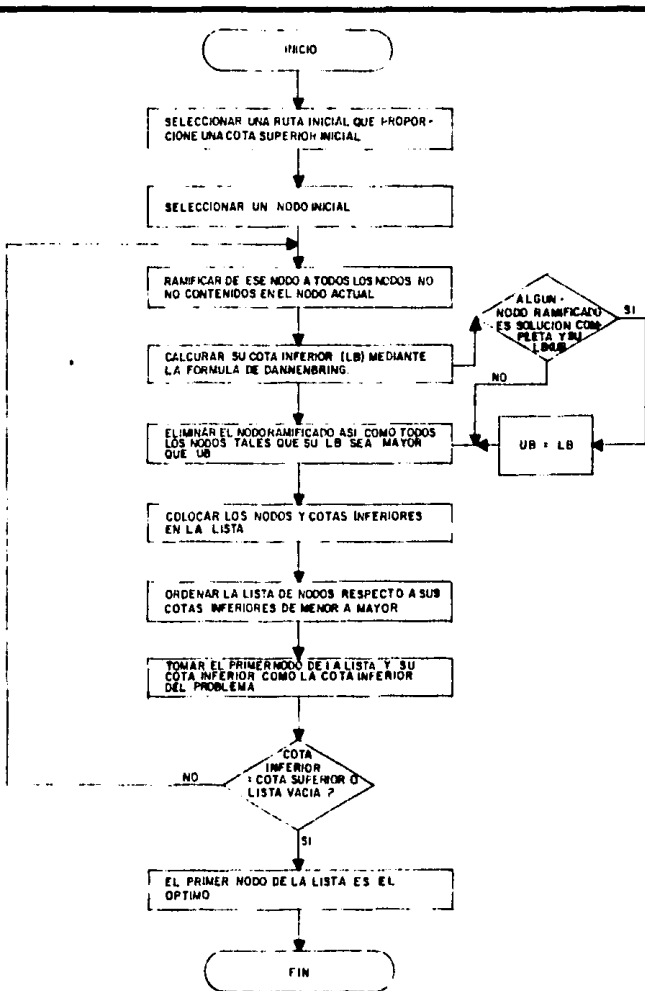 INICIO
SELECCIONAR UNA RUTA INICIAL QUE PROPOR-
CIONE UNA COTA SUPERIOR INICIAL
SELECCIONAR UN NODO INICIAL
RAMIFICAR DE ESE NODO A TODOS LOS NODOS NO
NO CONTENIDOS EN EL NODO ACTUAL
CALCURAR SU COTA INFERIOR (LB) MEDIANTE
LA FORMULA DE DANNENBRING.
ALGUN-
NODO RAMIFICADO
ES SOLUCION COM-
PLETA Y SU
SI
NO
UB = LB
ELIMINAR EL NODO RAMIFICADO ASI COMO TODOS
LOS NODOS TALES QUE SU LB SEA MAYOR
QUE UB
COLOCAR LOS NODOS Y COTAS INFERIORES
EN LA LISTA
ORDENAR LA LISTA DE NODOS RESPECTO A SUS
COTAS INFERIORES DE MENOR A MAYOR
TOMAR EL PRIMER NODO DE LA LISTA Y SU
COTA INFERIOR COMO LA COTA INFERIOR
DEL PROBLEMA
COTA
INFERIOR
= COTA SUPERIOR O
LISTA VACIA ?
NO
SI
EL PRIMER NODO DE LA LISTA ES EL
OPTIMO
FIN